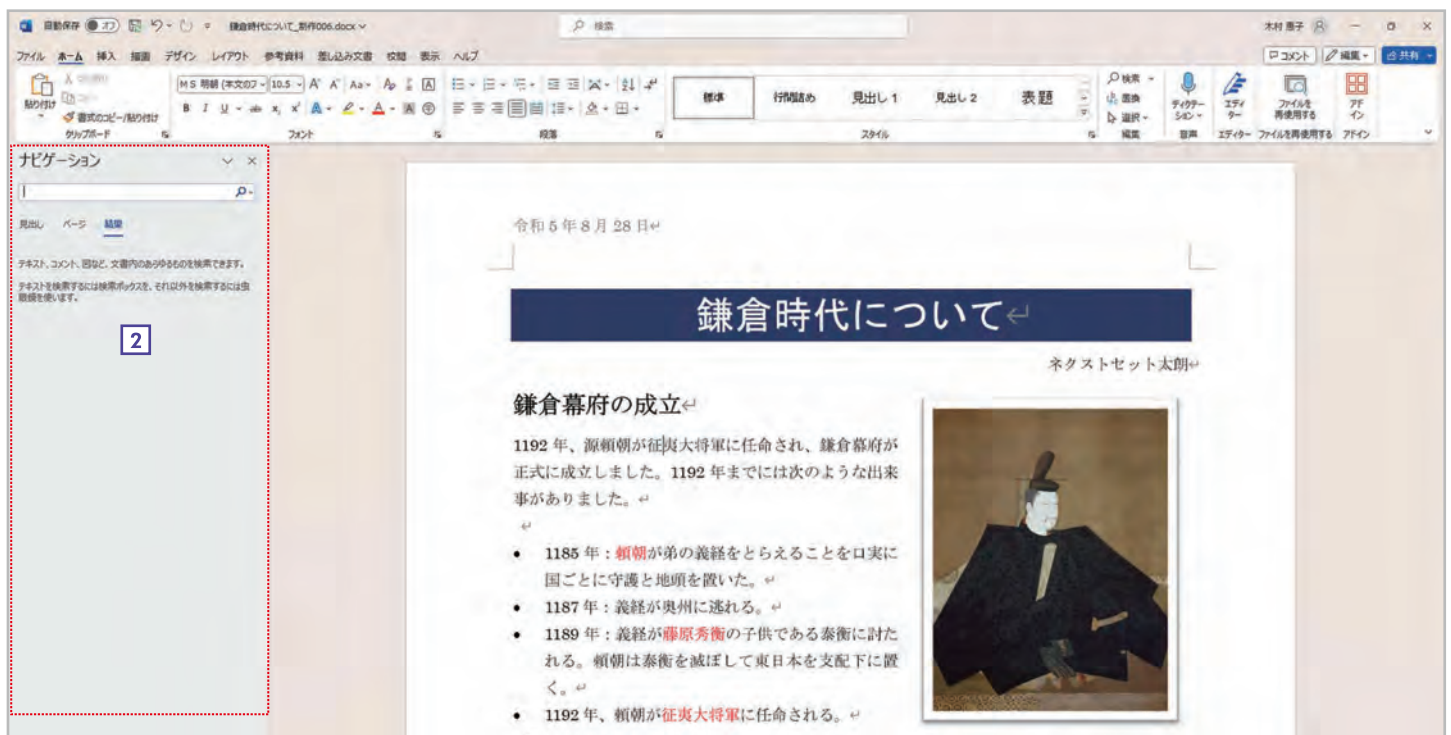 自動保存 オフ 鎌倉時代について_新作006.docx 検索 木村 惠子
ファイル ホーム 挿入 描画 デザイン レイアウト 参考資料 差し込み文書 校閲 表示 ヘルプ コメント 編集 共有
貼り付け 書式のコピー/貼り付け
MS 明朝 (本文のフ 10.5 A A Aa
B I U ab x, x' A A A
標準 行間詰め 見出し 1 見出し 2 表題
検索 置換 選択
ディクテーション エディター ファイルを再使用する アドイン
クリップボード フォント 段落 スタイル 編集 音声 エディター ファイルを再使用する アドイン
ナビゲーション
見出し ページ 結果
テキスト、コメント、図など、文書内のあらゆるものを検索できます。
テキストを検索するには検索ボックスを、それ以外を検索するには虫
眼鏡を使います。
2
令和 5 年 8 月 28 日↵
鎌倉時代について↵
ネクストセット太朗↵
鎌倉幕府の成立↵
1192 年、源頼朝が征夷大将軍に任命され、鎌倉幕府が
正式に成立しました。1192 年までには次のような出来
事がありました。↵
↵
• 1185 年：頼朝が弟の義経をとらえることを口実に
国ごとに守護と地頭を置いた。↵
• 1187 年：義経が奥州に逃れる。↵
• 1189 年：義経が藤原秀衡の子供である泰衡に討た
れる。頼朝は泰衡を滅ぼして東日本を支配下に置
く。↵
• 1192 年、頼朝が征夷大将軍に任命される。↵